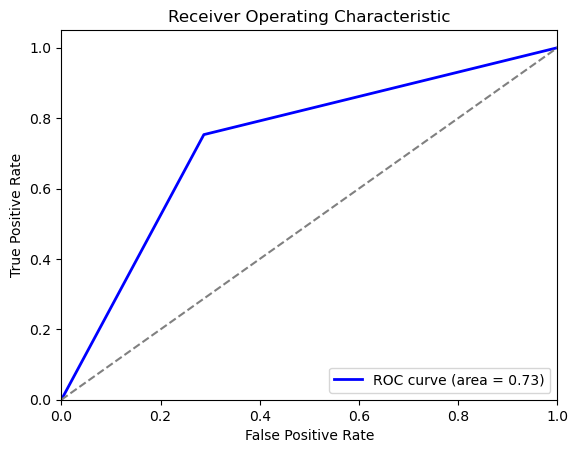 Receiver Operating Characteristic
1.0
0.8
0.6
0.4
0.2
0.0
True Positive Rate
ROC curve (area = 0.73)
0.0 0.2 0.4 0.6 0.8 1.0
False Positive Rate